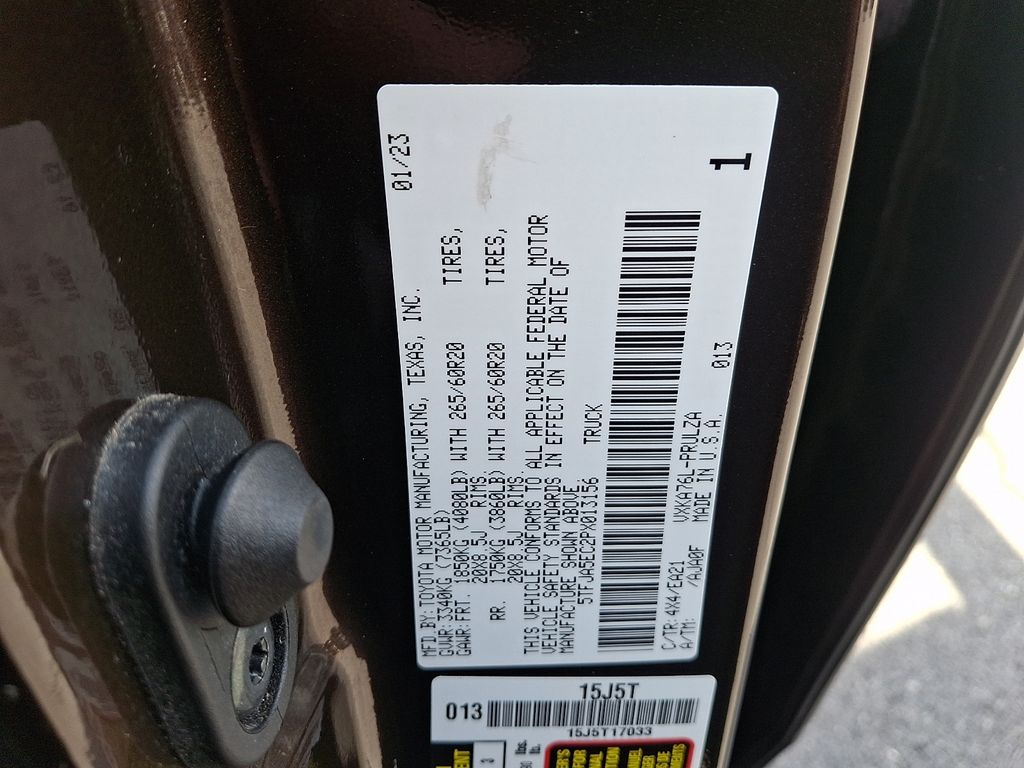 MFD.BY:TOYOTA MOTOR MANUFACTURING, TEXAS, INC. 01/23
GVWR:3340KG (7365LB)
GAWR:FRT. 1850KG (4080LB) WITH 265/60R20 TIRES,
20X8.5J RIMS,
RR. 1750KG (3860LB) WITH 265/60R20 TIRES,
20X8.5J RIMS
THIS VEHICLE CONFORMS TO ALL APPLICABLE FEDERAL MOTOR
VEHICLE SAFETY STANDARDS IN EFFECT ON THE DATE OF
MANUFACTURE SHOWN ABOVE.
5TFJA5EC2PX013156 TRUCK
C/TR:4X4/EA21 VXKA76L-PRULZA
A/TM: /AJA0F MADE IN U.S.A.
013
1
15J5T
013
15J5T17033